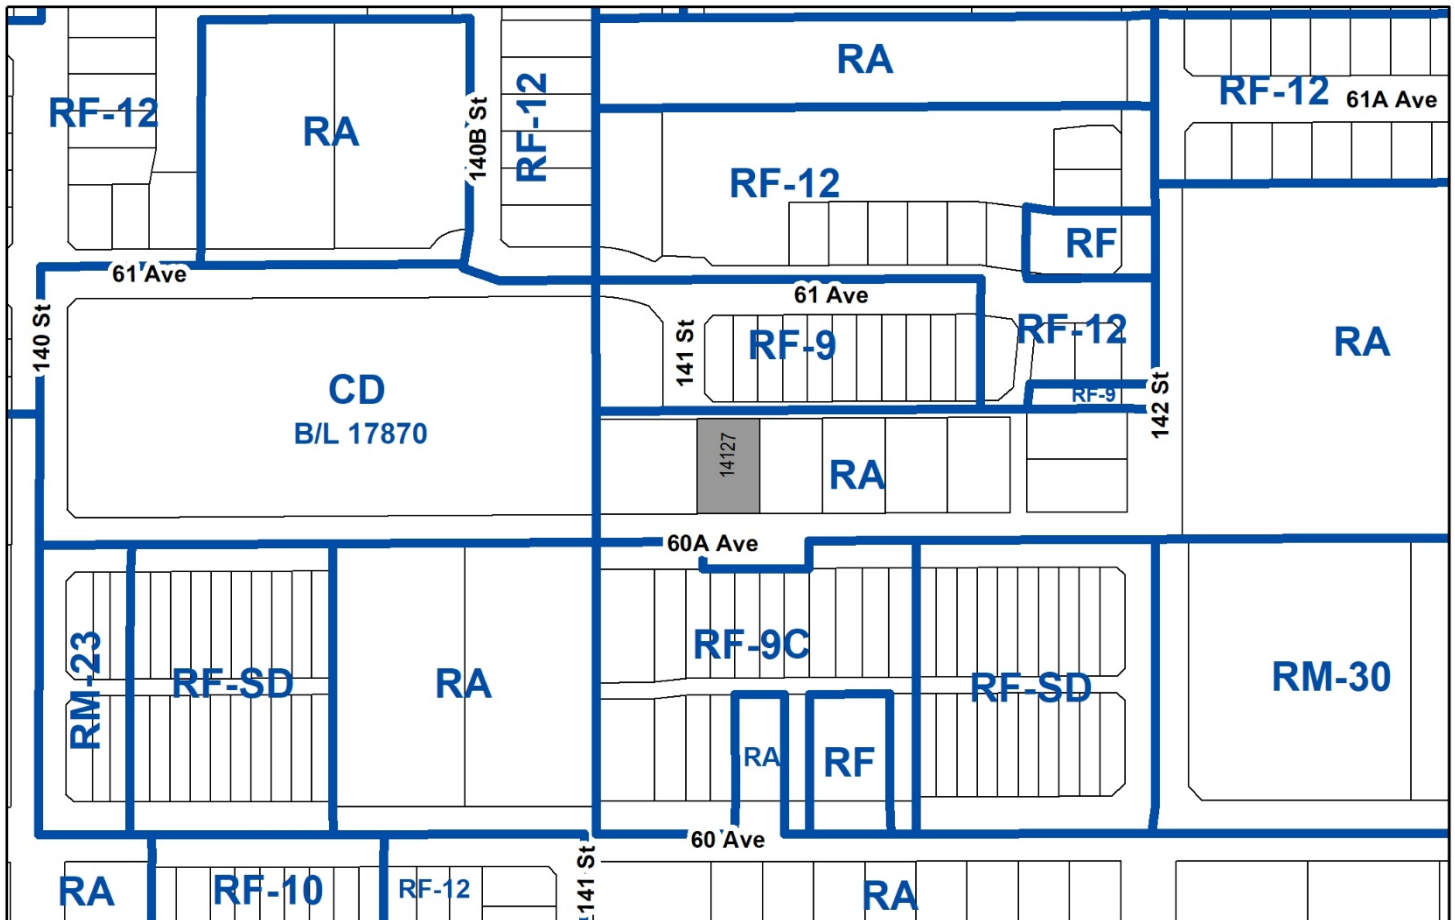 RA
RF-12
RF-12
61A Ave
RF-12
RA
140B St
RF-12
RF
61 Ave
61 Ave
140 St
141 St
RF-9
RF-12
RA
CD
B/L 17870
RF-9
142 St
14127
RA
60A Ave
RM-23
RF-SD
RA
RF-9C
RF-SD
RM-30
RA
RF
60 Ave
RA
RF-10
RF-12
141 St
RA